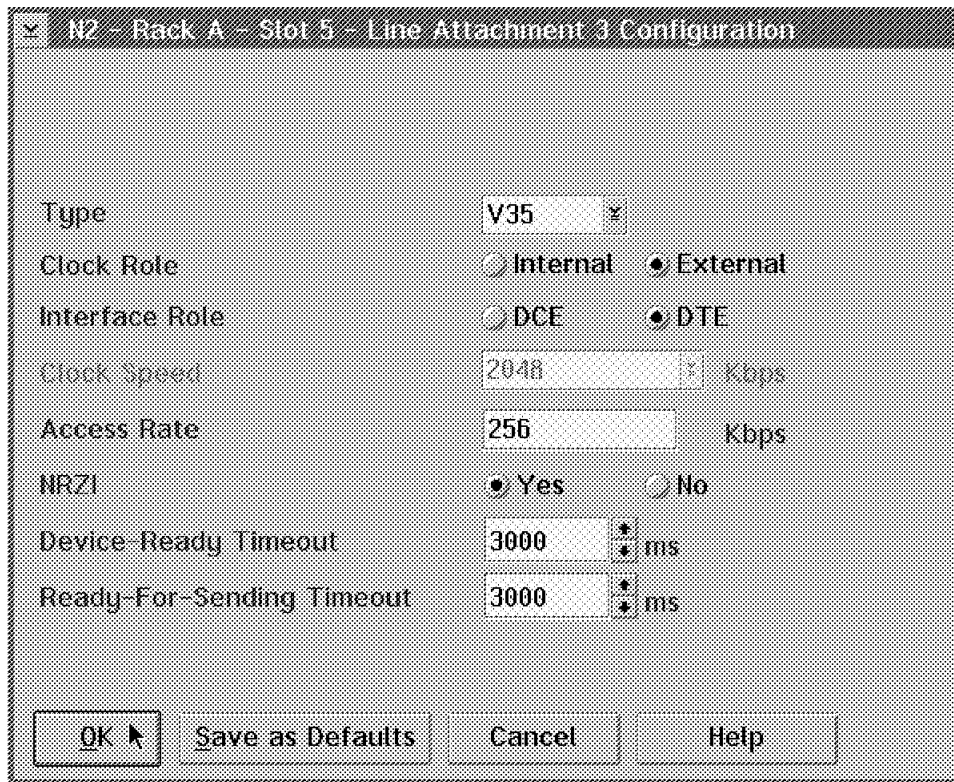 N2 - Rack A - Slot 5 - Line Attachment 3 Configuration
Type V35
Clock Role Internal External
Interface Role DCE DTE
Clock Speed 2048 Kbps
Access Rate 256 Kbps
NRZI Yes No
Device-Ready Timeout 3000 ms
Ready-For-Sending Timeout 3000 ms
OK Save as Defaults Cancel Help